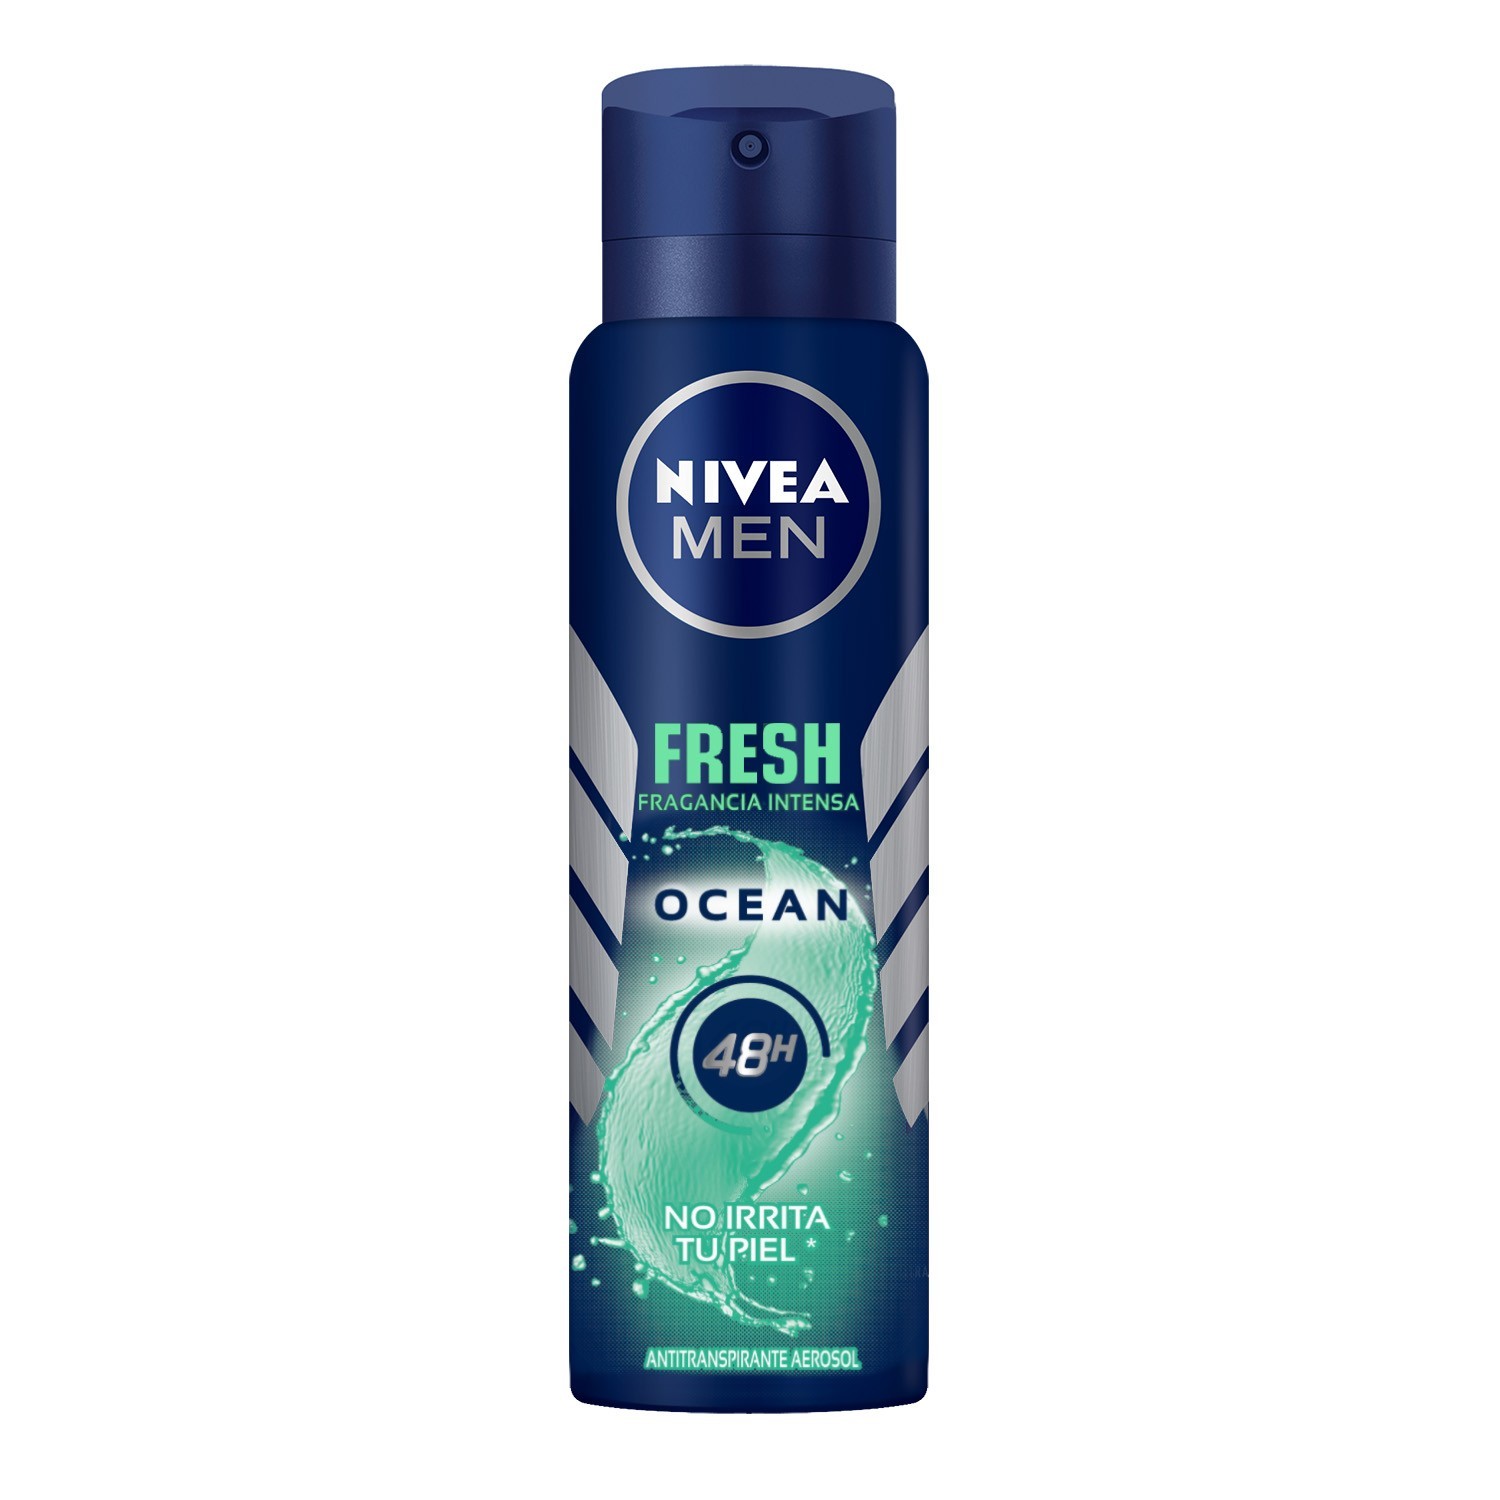 NIVEA
MEN
FRESH
FRAGANCIA INTENSA
OCEAN
48H
NO IRRITA
TU PIEL *
ANTITRANSPIRANTE AEROSOL